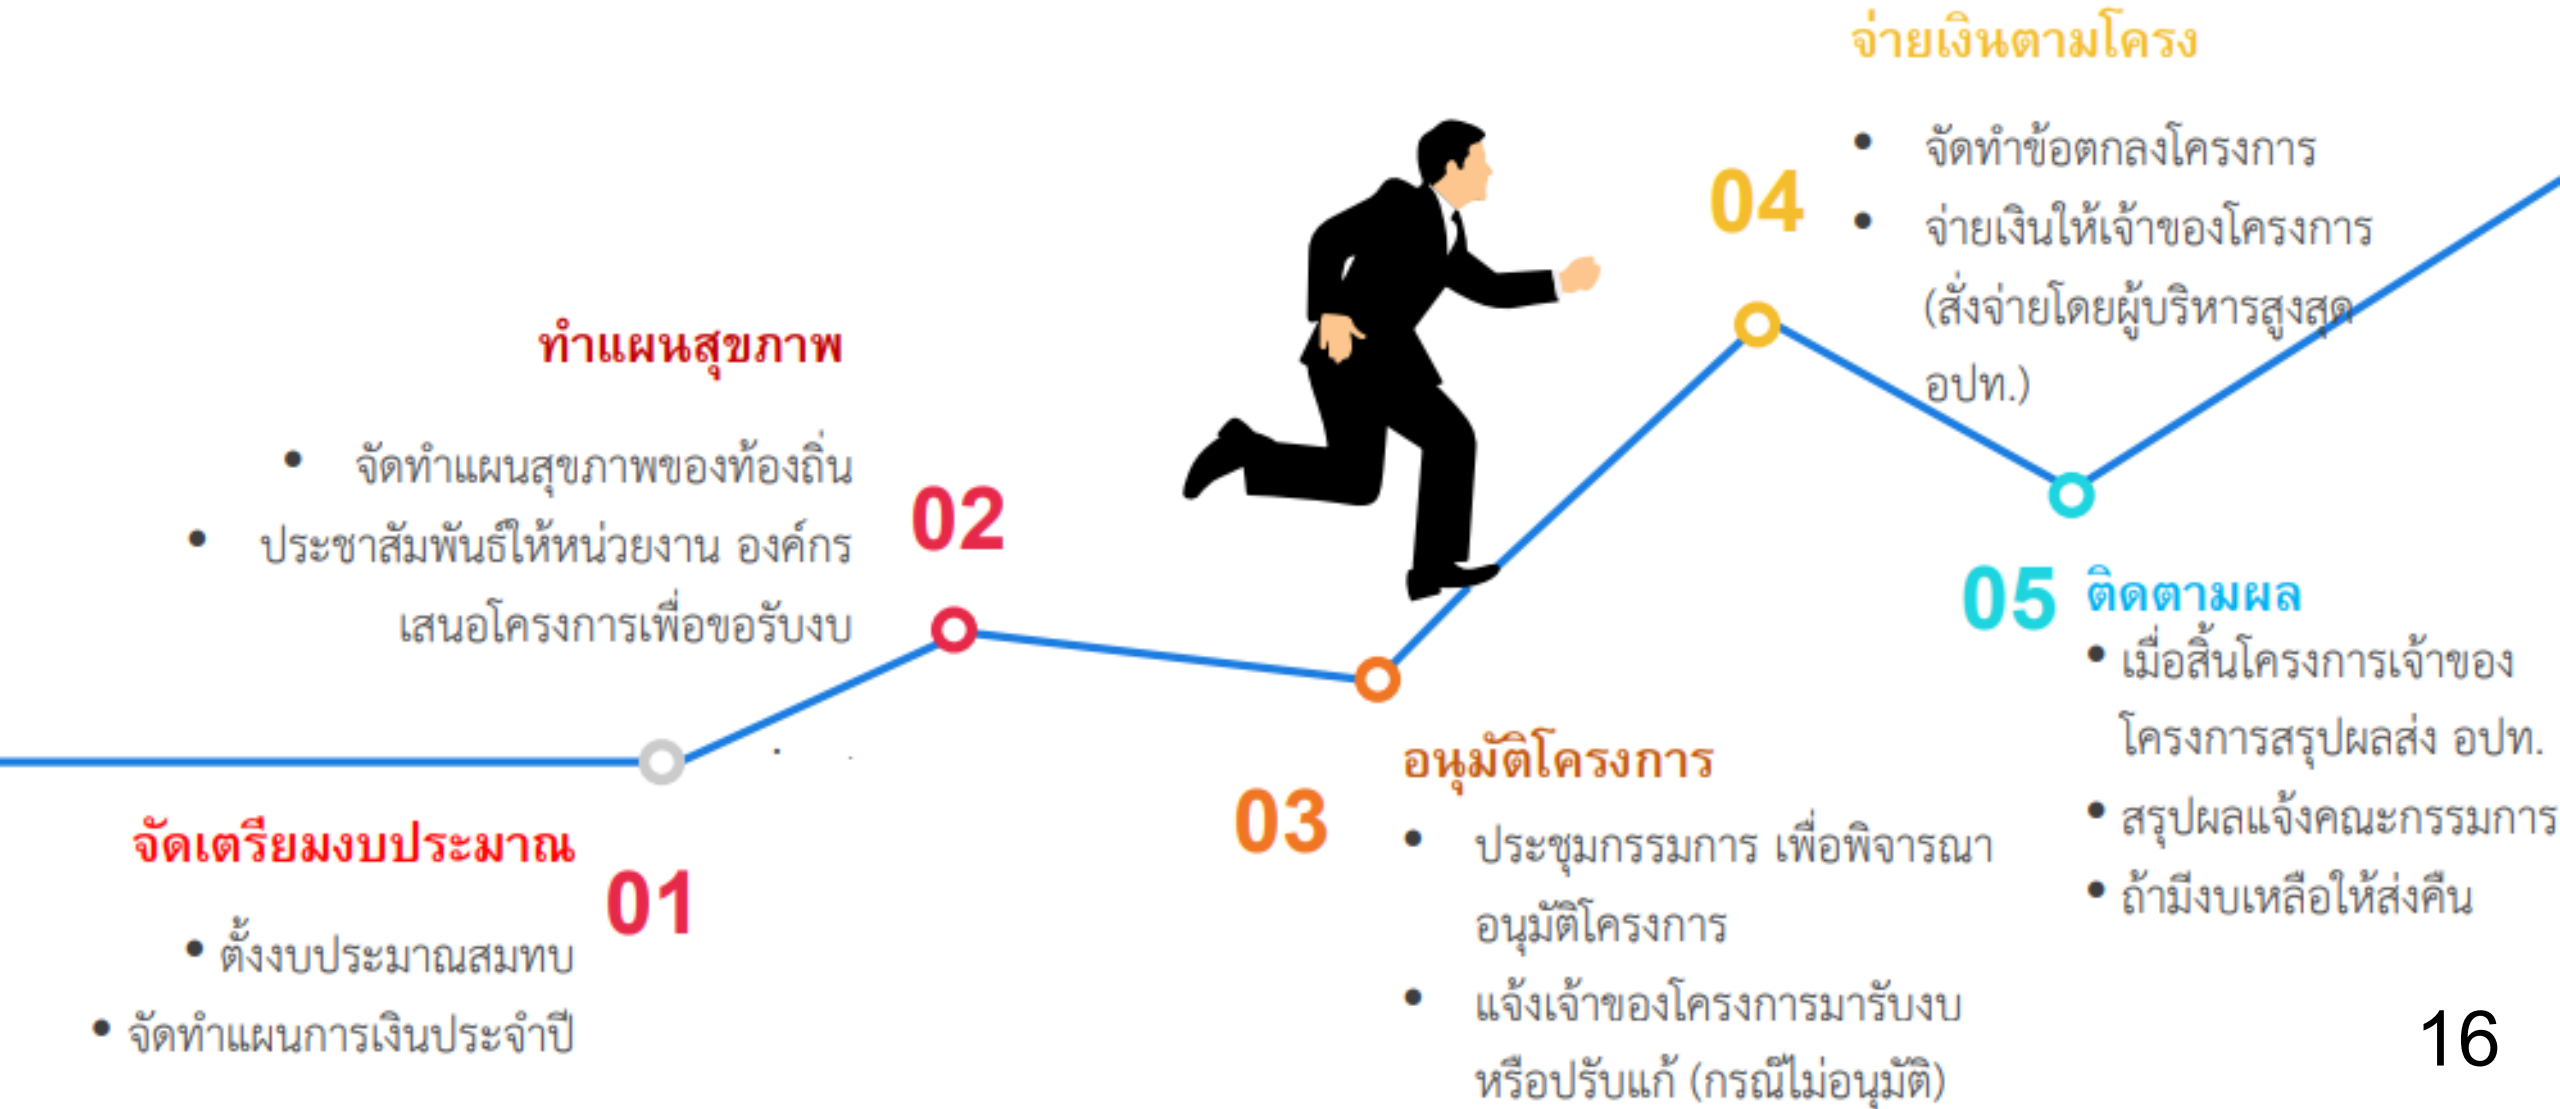 01
จัดเตรียมงบประมาณ
• ตั้งงบประมาณสมทบ
• จัดทำแผนการเงินประจำปี
02
ทำแผนสุขภาพ
• จัดทำแผนสุขภาพของท้องถิ่น
• ประชาสัมพันธ์ให้หน่วยงาน องค์กร
เสนอโครงการเพื่อขอรับงบ
03
อนุมัติโครงการ
• ประชุมกรรมการ เพื่อพิจารณา
อนุมัติโครงการ
• แจ้งเจ้าของโครงการมารับงบ
หรือปรับแก้ (กรณีไม่อนุมัติ)
04
จ่ายเงินตามโครง
• จัดทำข้อตกลงโครงการ
• จ่ายเงินให้เจ้าของโครงการ
(สั่งจ่ายโดยผู้บริหารสูงสุด
อปท.)
05
ติดตามผล
• เมื่อสิ้นโครงการเจ้าของ
โครงการสรุปผลส่ง อปท.
• สรุปผลแจ้งคณะกรรมการ
• ถ้ามีงบเหลือให้ส่งคืน
16